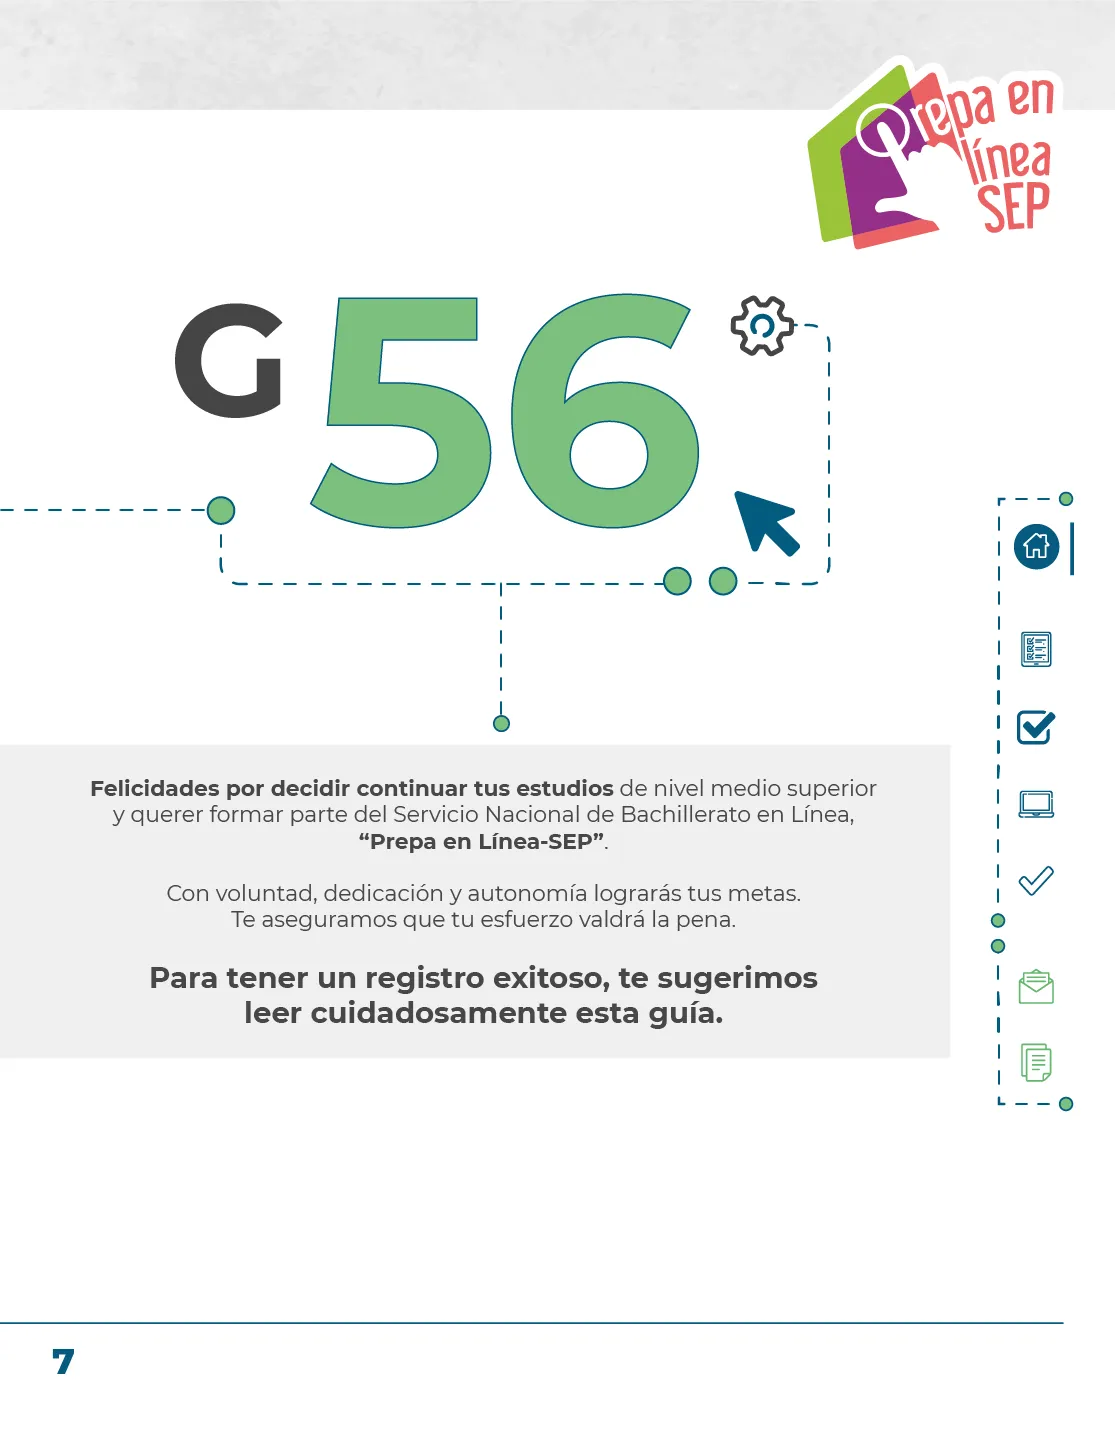 Prepa en
línea
SEP
G56
Felicidades por decidir continuar tus estudios de nivel medio superior
y querer formar parte del Servicio Nacional de Bachillerato en Línea,
“Prepa en Línea-SEP”.
Con voluntad, dedicación y autonomía lograrás tus metas.
Te aseguramos que tu esfuerzo valdrá la pena.
Para tener un registro exitoso, te sugerimos
leer cuidadosamente esta guía.
7